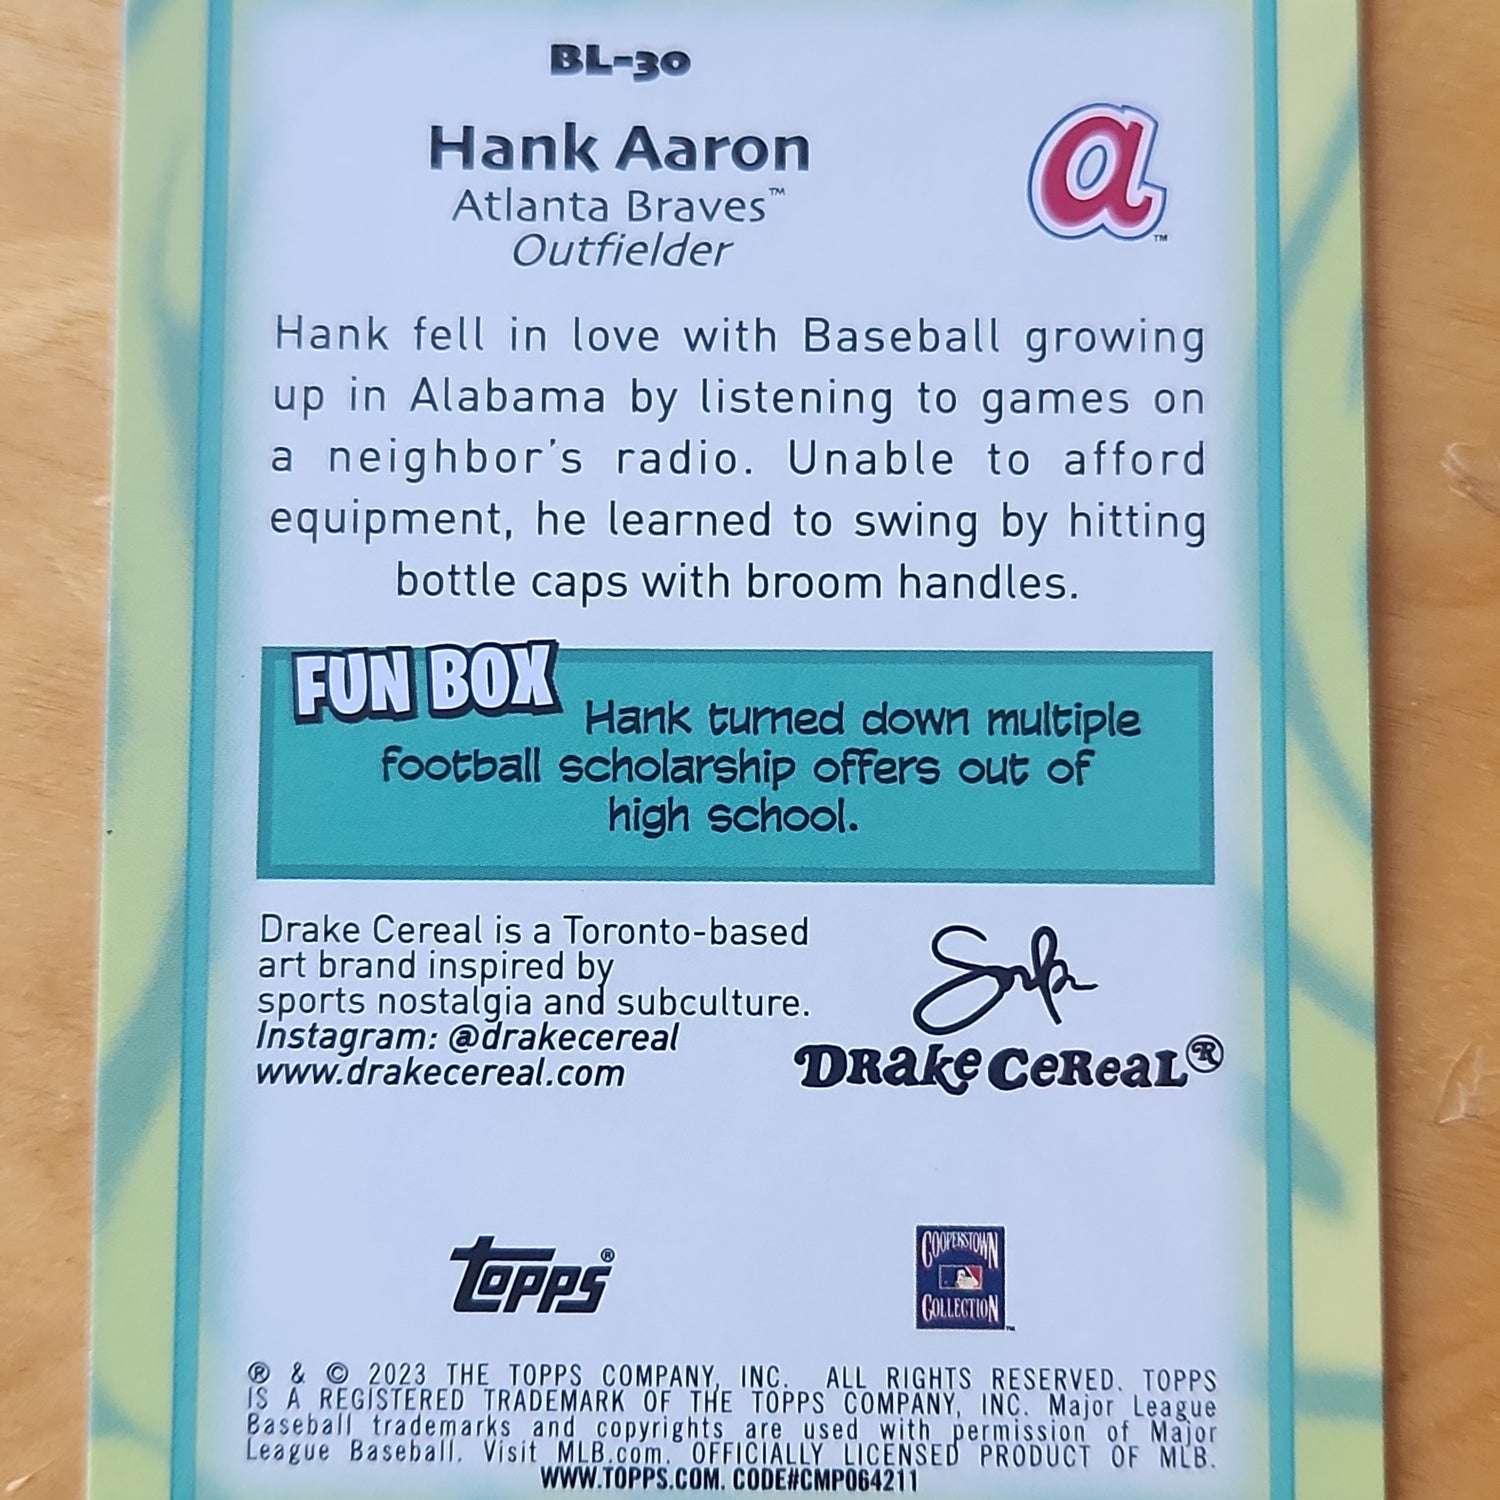 BL-30
Hank Aaron
Atlanta Braves™
Outfielder
a™
Hank fell in love with Baseball growing
up in Alabama by listening to games on
a neighbor's radio. Unable to afford
equipment, he learned to swing by hitting
bottle caps with broom handles.
FUN BOX
Hank turned down multiple
football scholarship offers out of
high school.
Drake Cereal is a Toronto-based
art brand inspired by
sports nostalgia and subculture.
Instagram: @drakecereal
www.drakecereal.com
DRake CeReaL®
topps®
COOPERSTOWN
COLLECTION™
® & © 2023 THE TOPPS COMPANY, INC. ALL RIGHTS RESERVED. TOPPS
IS A REGISTERED TRADEMARK OF THE TOPPS COMPANY, INC. Major League
Baseball trademarks and copyrights are used with permission of Major
League Baseball. Visit MLB.com. OFFICIALLY LICENSED PRODUCT OF MLB.
WWW.TOPPS.COM. CODE#CMP064211